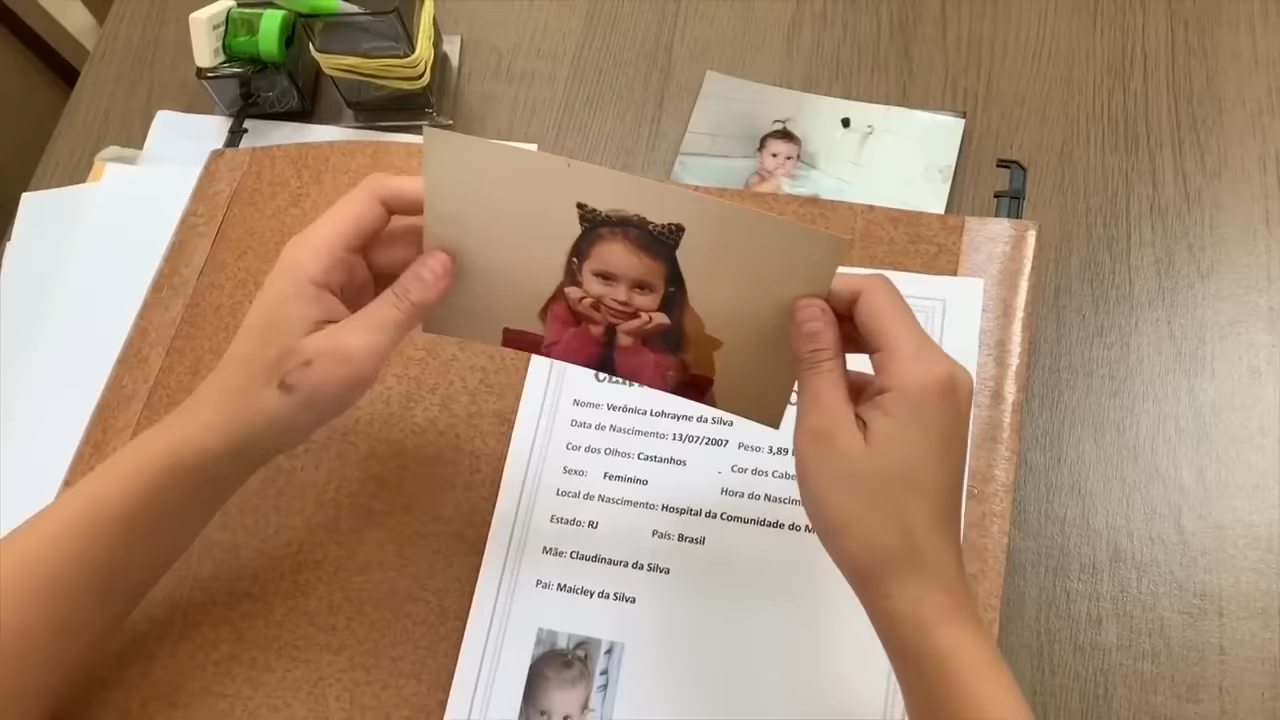 Nome: Verônica Lohrayne da Silva
Data de Nascimento: 13/07/2007 Peso: 3,89
Cor dos Olhos: Castanhos - Cor dos Cabe
Sexo: Feminino Hora do Nascim
Local de Nascimento: Hospital da Comunidade do M
Estado: RJ País: Brasil
Mãe: Claudinaura da Silva
Pai: Maicley da Silva